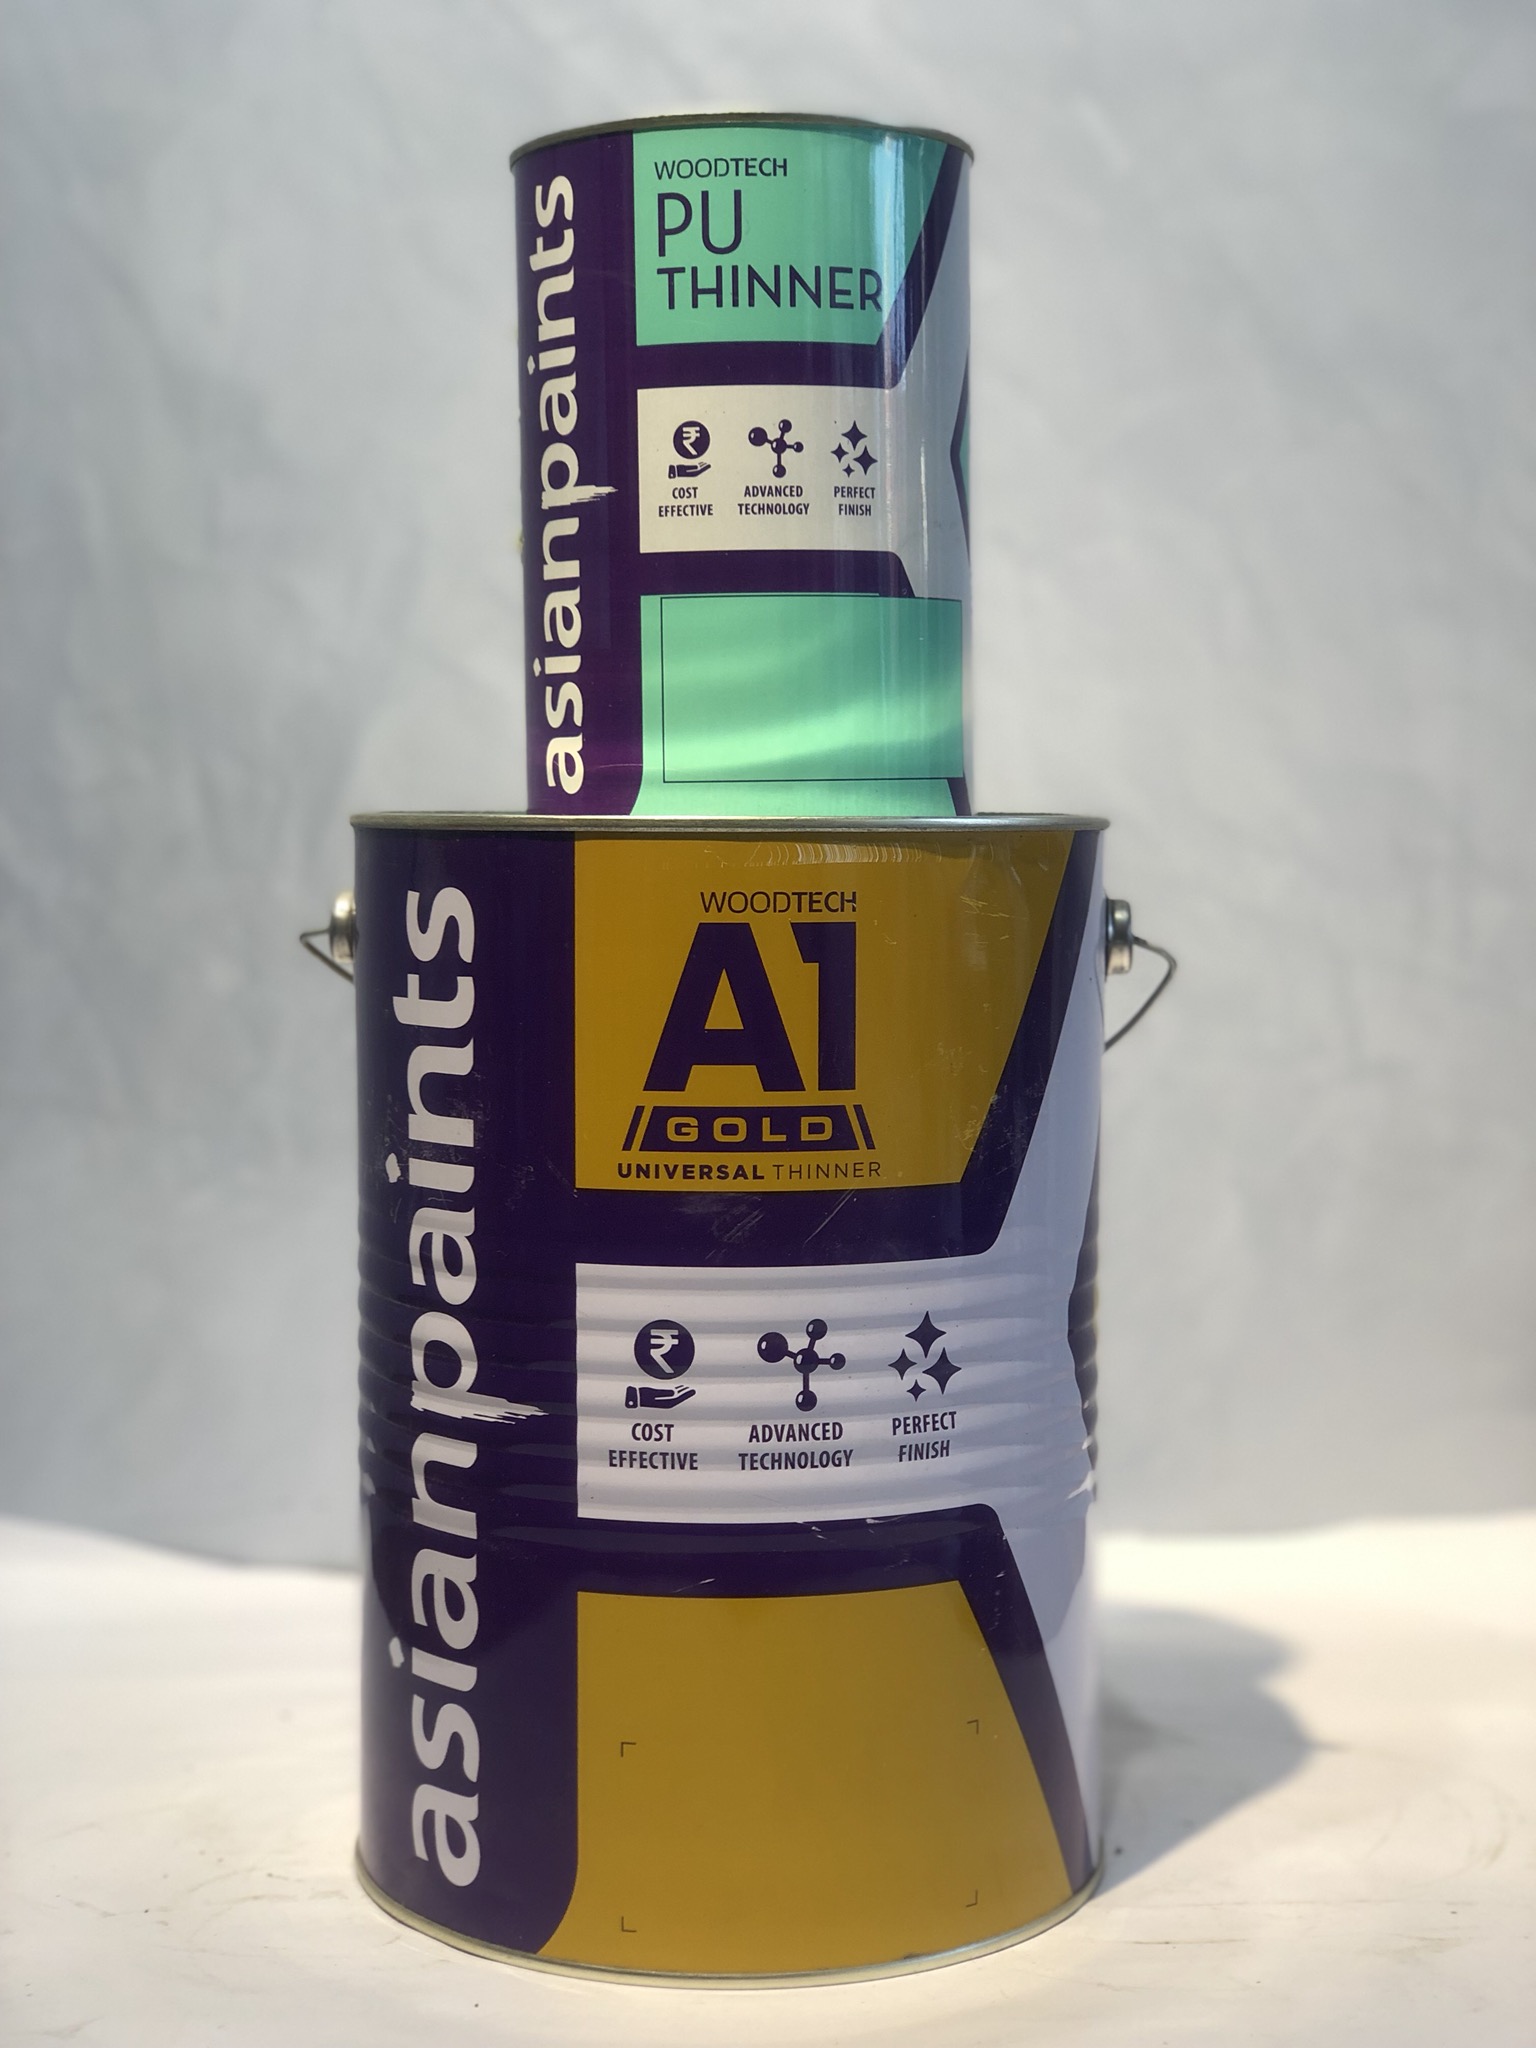 asianpaints
WOODTECH
PU
THINNER
₹
COST
EFFECTIVE
ADVANCED
TECHNOLOGY
PERFECT
FINISH
asianpaints
WOODTECH
A1
GOLD
UNIVERSAL THINNER
₹
COST
EFFECTIVE
ADVANCED
TECHNOLOGY
PERFECT
FINISH